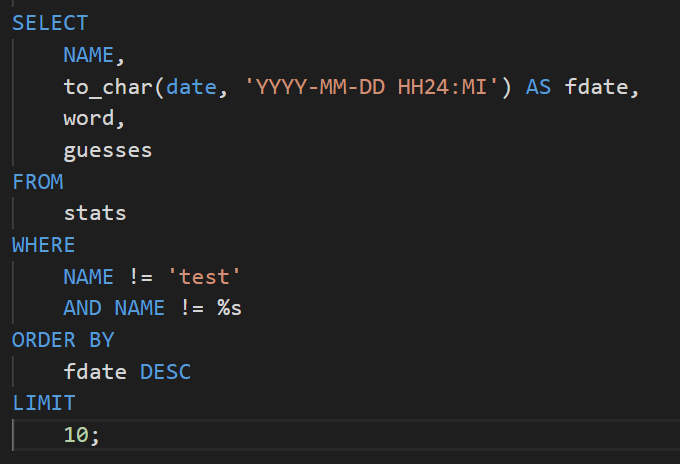 SELECT
    NAME,
    to_char(date, 'YYYY-MM-DD HH24:MI') AS fdate,
    word,
    guesses
FROM
    stats
WHERE
    NAME != 'test'
    AND NAME != %s
ORDER BY
    fdate DESC
LIMIT
    10;